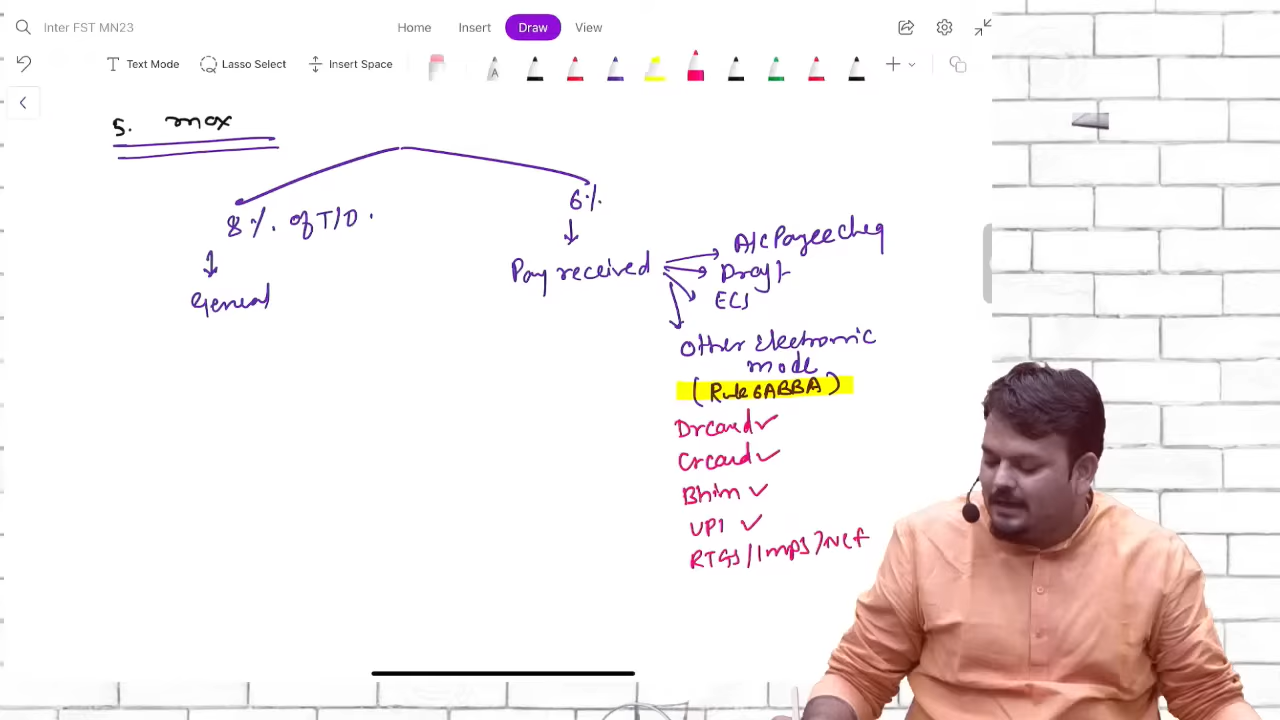 Inter FST MN23
Home Insert Draw View
Text Mode Lasso Select Insert Space
A
5. max
8%. of T/O.
6%.
General
Pay received
A/C Payee Cheq
Draft
ECS
Other Electronic
mode
(Rule 6ABBA)
Dr card ✓
Cr card ✓
Bhim ✓
UPI ✓
RTGS/IMPS/Nef